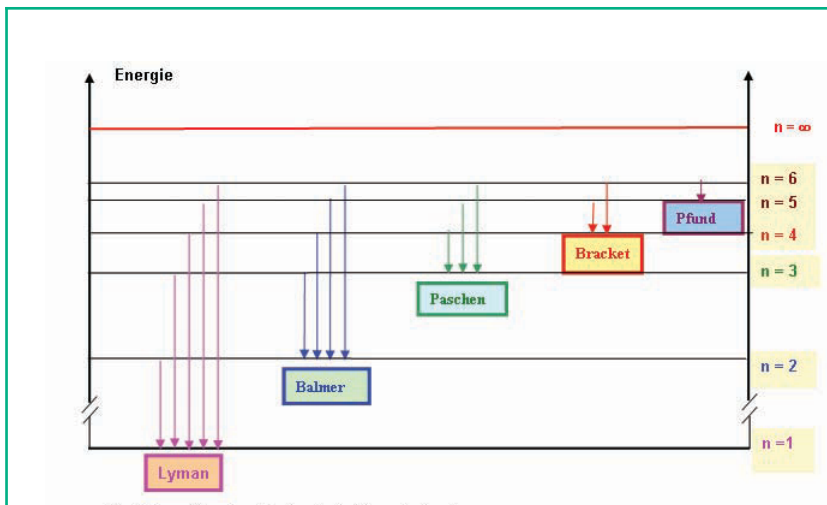 Energie
n = ∞
n = 6
n = 5
Pfund
n = 4
Bracket
n = 3
Paschen
n = 2
Balmer
n =1
Lyman